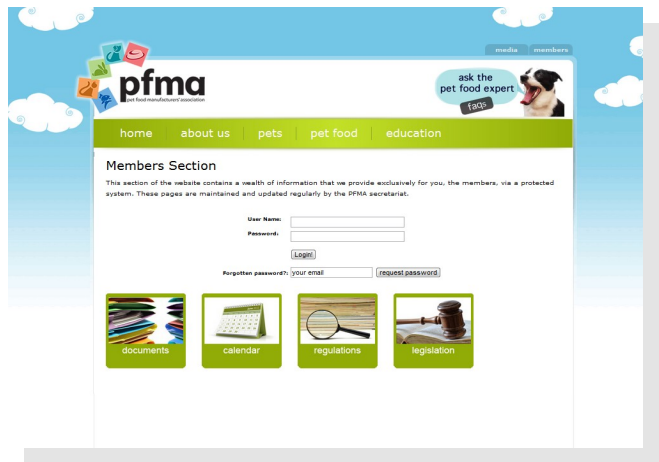 media members
pfma
pet food manufacturers' association
ask the
pet food expert
faqs
home about us pets pet food education
Members Section
This section of the website contains a wealth of information that we provide exclusively for you, the members, via a protected
system. These pages are maintained and updated regularly by the PFMA secretariat.
User Name:
Password:
Login!
Forgotten password?: your email request password
documents calendar regulations legislation